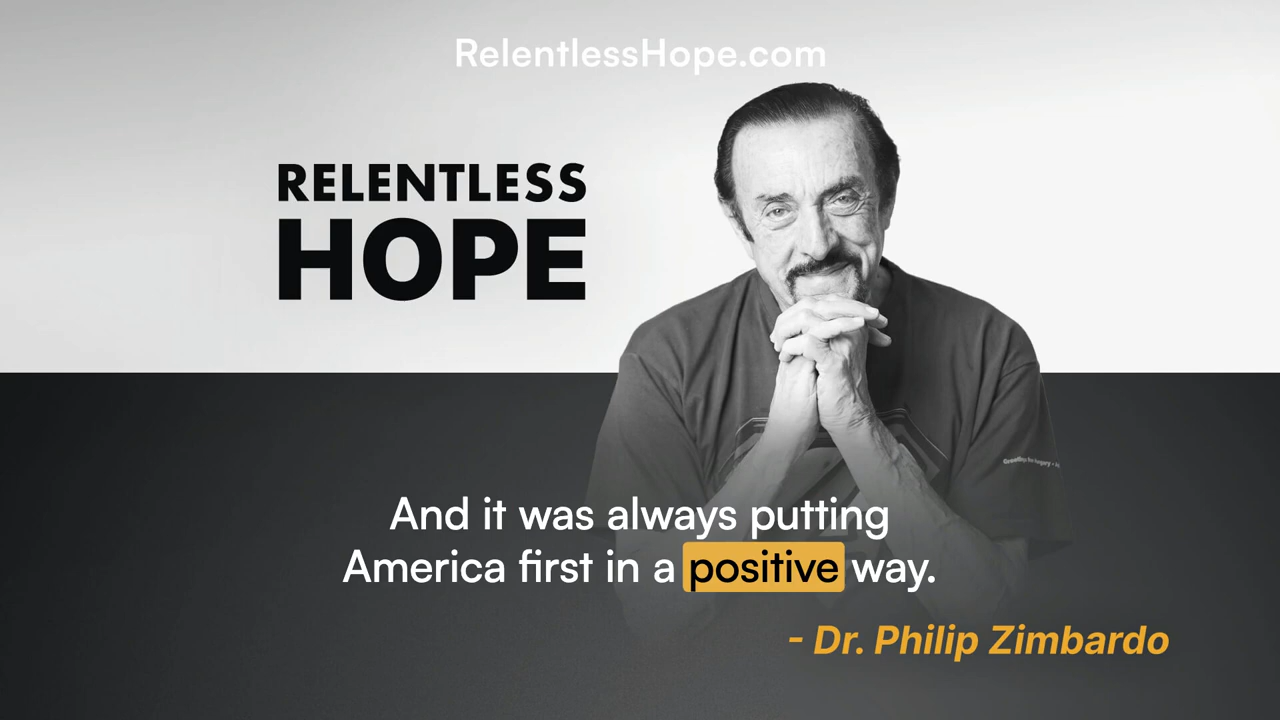 RelentlessHope.com
RELENTLESS
HOPE
And it was always putting
America first in a positive way.
- Dr. Philip Zimbardo